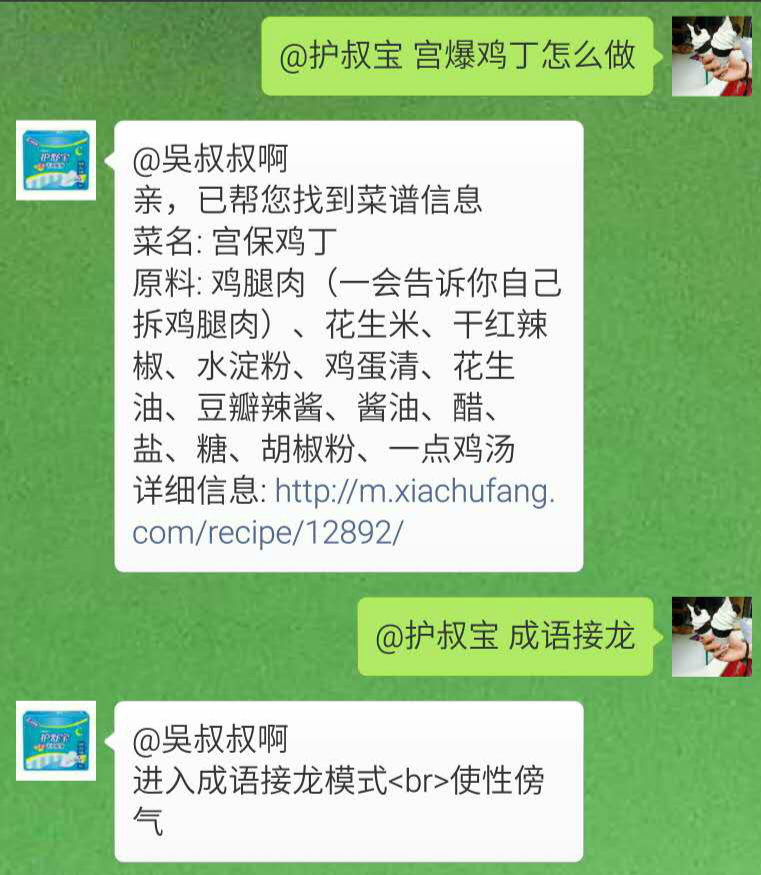 @护叔宝 宫爆鸡丁怎么做
@吳叔叔啊
亲，已帮您找到菜谱信息
菜名: 宫保鸡丁
原料: 鸡腿肉（一会告诉你自己
拆鸡腿肉）、花生米、干红辣
椒、水淀粉、鸡蛋清、花生
油、豆瓣辣酱、酱油、醋、
盐、糖、胡椒粉、一点鸡汤
详细信息: http://m.xiachufang.
com/recipe/12892/
@护叔宝 成语接龙
@吳叔叔啊
进入成语接龙模式<br>使性傍
气